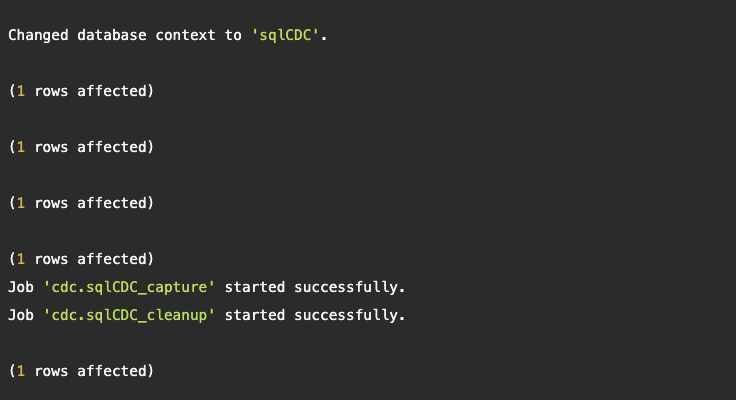 Changed database context to 'sqlCDC'.
(1 rows affected)
(1 rows affected)
(1 rows affected)
(1 rows affected)
Job 'cdc.sqlCDC_capture' started successfully.
Job 'cdc.sqlCDC_cleanup' started successfully.
(1 rows affected)